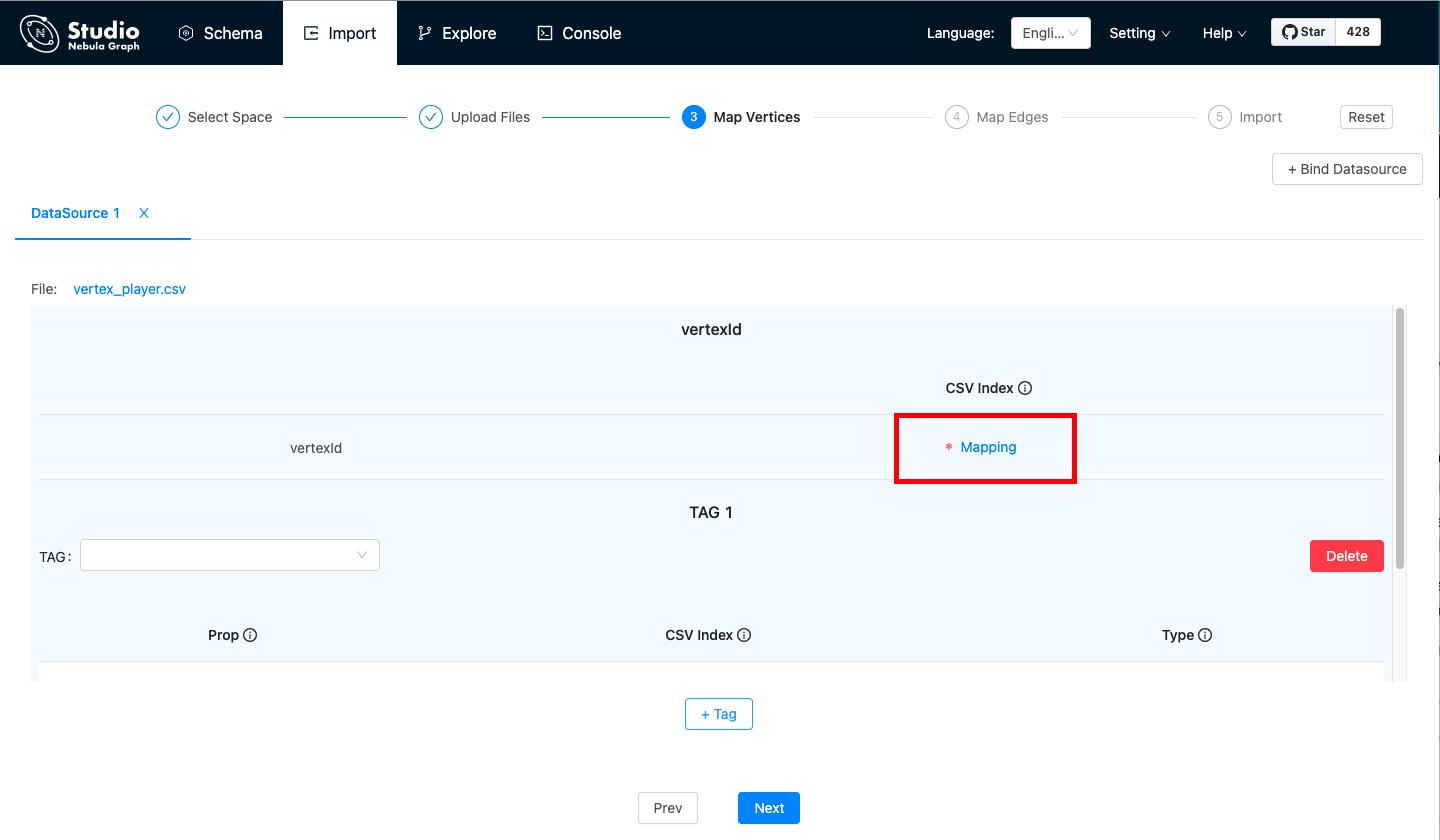 Studio
Nebula Graph
Schema
Import
Explore
Console
Language:
Engli...
Setting
Help
Star
428
Select Space
Upload Files
3 Map Vertices
4 Map Edges
5 Import
Reset
+ Bind Datasource
DataSource 1 X
File: vertex_player.csv
vertexId
CSV Index
vertexId
* Mapping
TAG 1
TAG:
Delete
Prop
CSV Index
Type
+ Tag
Prev
Next